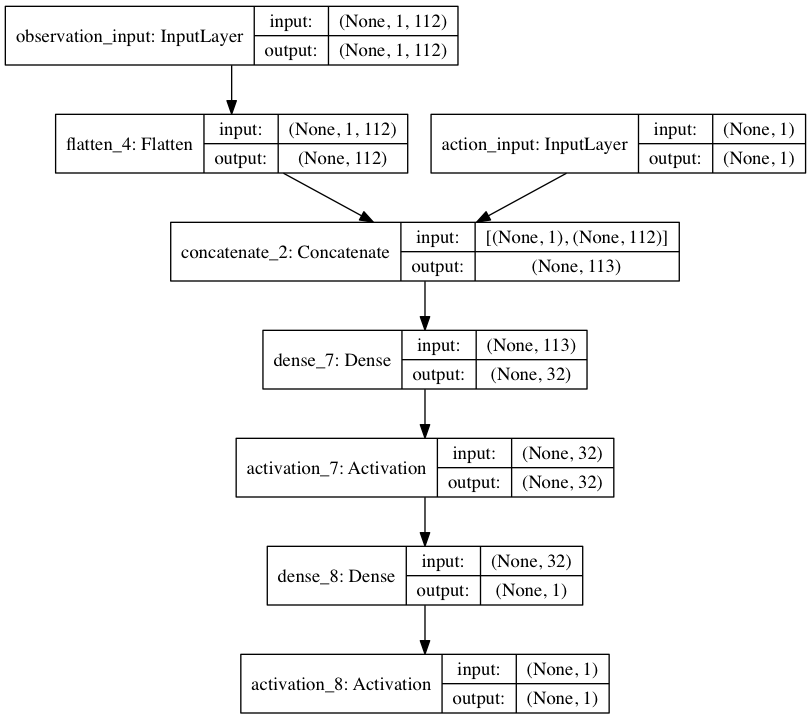 observation_input: InputLayer
input: (None, 1, 112)
output: (None, 1, 112)
flatten_4: Flatten
input: (None, 1, 112)
output: (None, 112)
action_input: InputLayer
input: (None, 1)
output: (None, 1)
concatenate_2: Concatenate
input: [(None, 1), (None, 112)]
output: (None, 113)
dense_7: Dense
input: (None, 113)
output: (None, 32)
activation_7: Activation
input: (None, 32)
output: (None, 32)
dense_8: Dense
input: (None, 32)
output: (None, 1)
activation_8: Activation
input: (None, 1)
output: (None, 1)